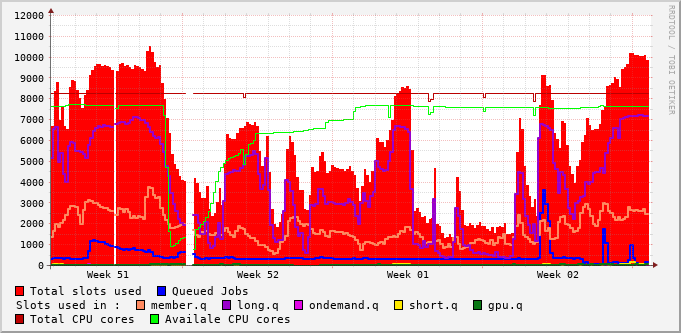 RRDTOOL / TOBI OETIKER
12000
11000
10000
9000
8000
7000
6000
5000
4000
3000
2000
1000
0
Week 51 Week 52 Week 01 Week 02
Total slots used Queued Jobs
Slots used in : member.q long.q ondemand.q short.q gpu.q
Total CPU cores Availale CPU cores